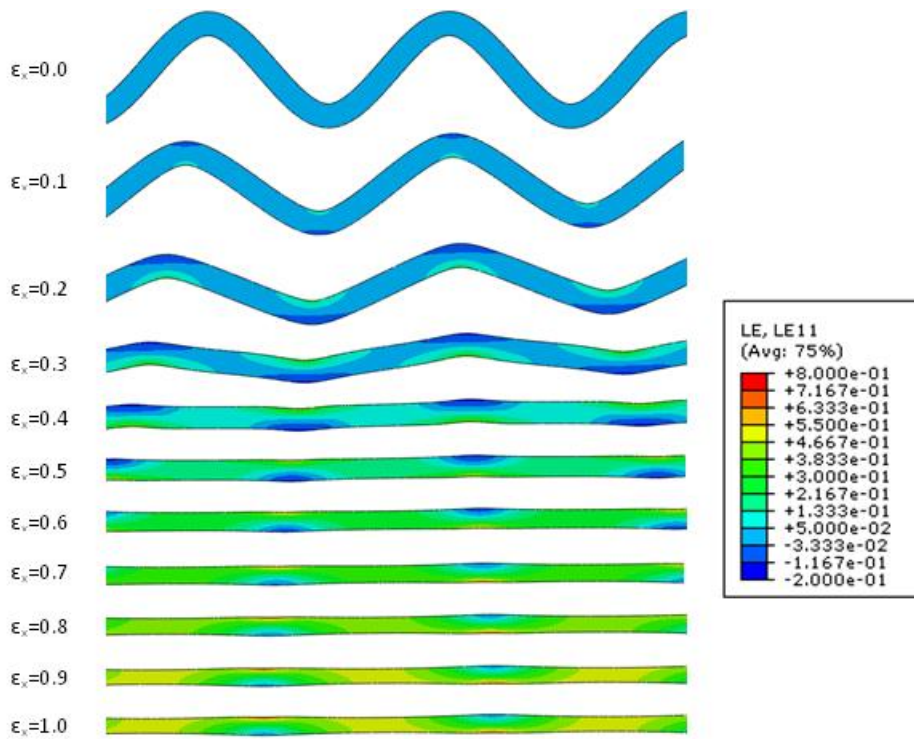 εₓ=0.0
εₓ=0.1
εₓ=0.2
εₓ=0.3
εₓ=0.4
εₓ=0.5
εₓ=0.6
εₓ=0.7
εₓ=0.8
εₓ=0.9
εₓ=1.0
LE, LE11
(Avg: 75%)
+8.000e-01
+7.167e-01
+6.333e-01
+5.500e-01
+4.667e-01
+3.833e-01
+3.000e-01
+2.167e-01
+1.333e-01
+5.000e-02
-3.333e-02
-1.167e-01
-2.000e-01